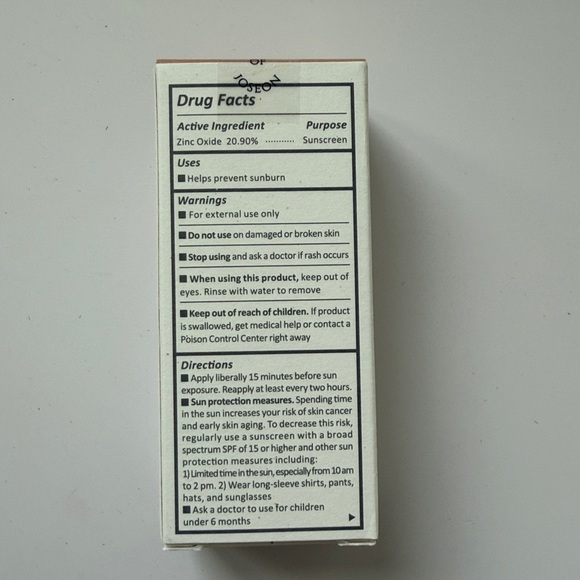 OF
JOSEON
Drug Facts
Active Ingredient Purpose
Zinc Oxide 20.90% ........... Sunscreen
Uses
■ Helps prevent sunburn
Warnings
■ For external use only
■ Do not use on damaged or broken skin
■ Stop using and ask a doctor if rash occurs
■ When using this product, keep out of
eyes. Rinse with water to remove
■ Keep out of reach of children. If product
is swallowed, get medical help or contact a
Poison Control Center right away
Directions
■ Apply liberally 15 minutes before sun
exposure. Reapply at least every two hours.
■ Sun protection measures. Spending time
in the sun increases your risk of skin cancer
and early skin aging. To decrease this risk,
regularly use a sunscreen with a broad
spectrum SPF of 15 or higher and other sun
protection measures including:
1) Limited time in the sun, especially from 10 am
to 2 pm. 2) Wear long-sleeve shirts, pants,
hats, and sunglasses
■ Ask a doctor to use for children
under 6 months